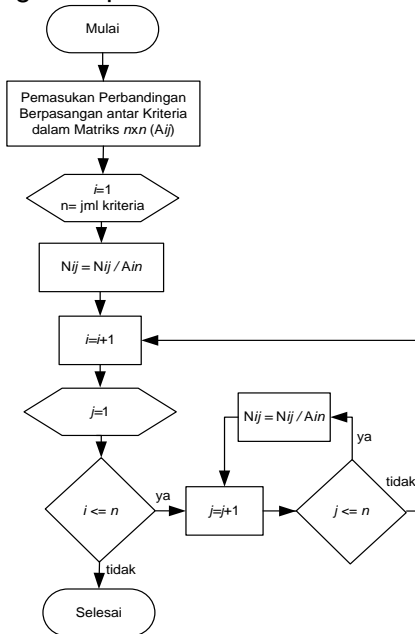 Mulai
Pemasukan Perbandingan
Berpasangan antar Kriteria
dalam Matriks nxn (Aij)
i=1
n= jml kriteria
Nij = Nij / Ain
i=i+1
j=1
Nij = Nij / Ain
ya
tidak
i <= n
ya
j=j+1
j <= n
tidak
Selesai